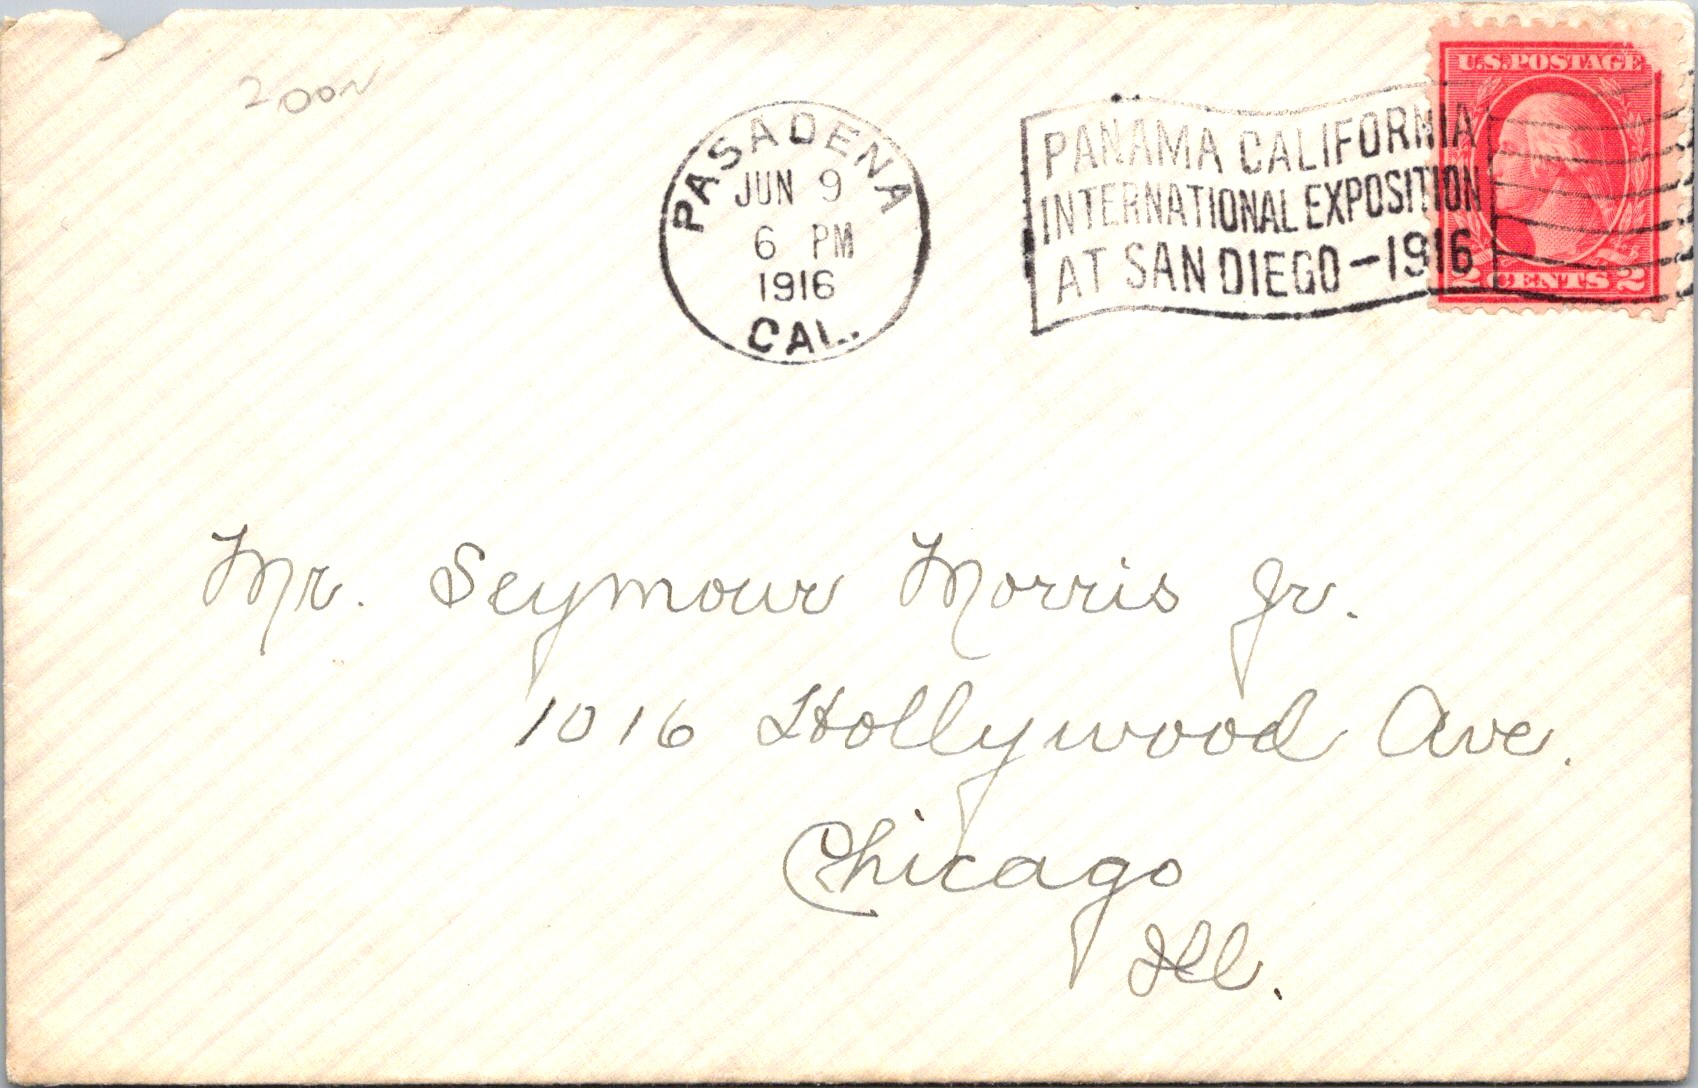 PASADENA
JUN 9
6 PM
1916
CAL.
PANAMA CALIFORNIA
INTERNATIONAL EXPOSITION
AT SAN DIEGO-1916
U.S.POSTAGE
2 CENTS 2
Mr. Seymour Morris Jr.
1016 Hollywood Ave.
Chicago
Ill.